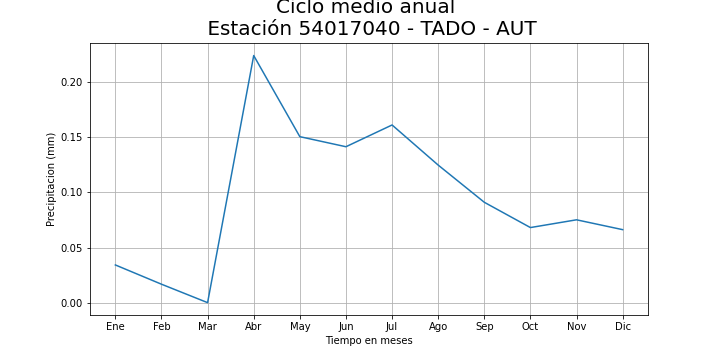 Ciclo medio anual
Estación 54017040 - TADO - AUT
Precipitacion (mm)
0.20
0.15
0.10
0.05
0.00
Ene Feb Mar Abr May Jun Jul Ago Sep Oct Nov Dic
Tiempo en meses